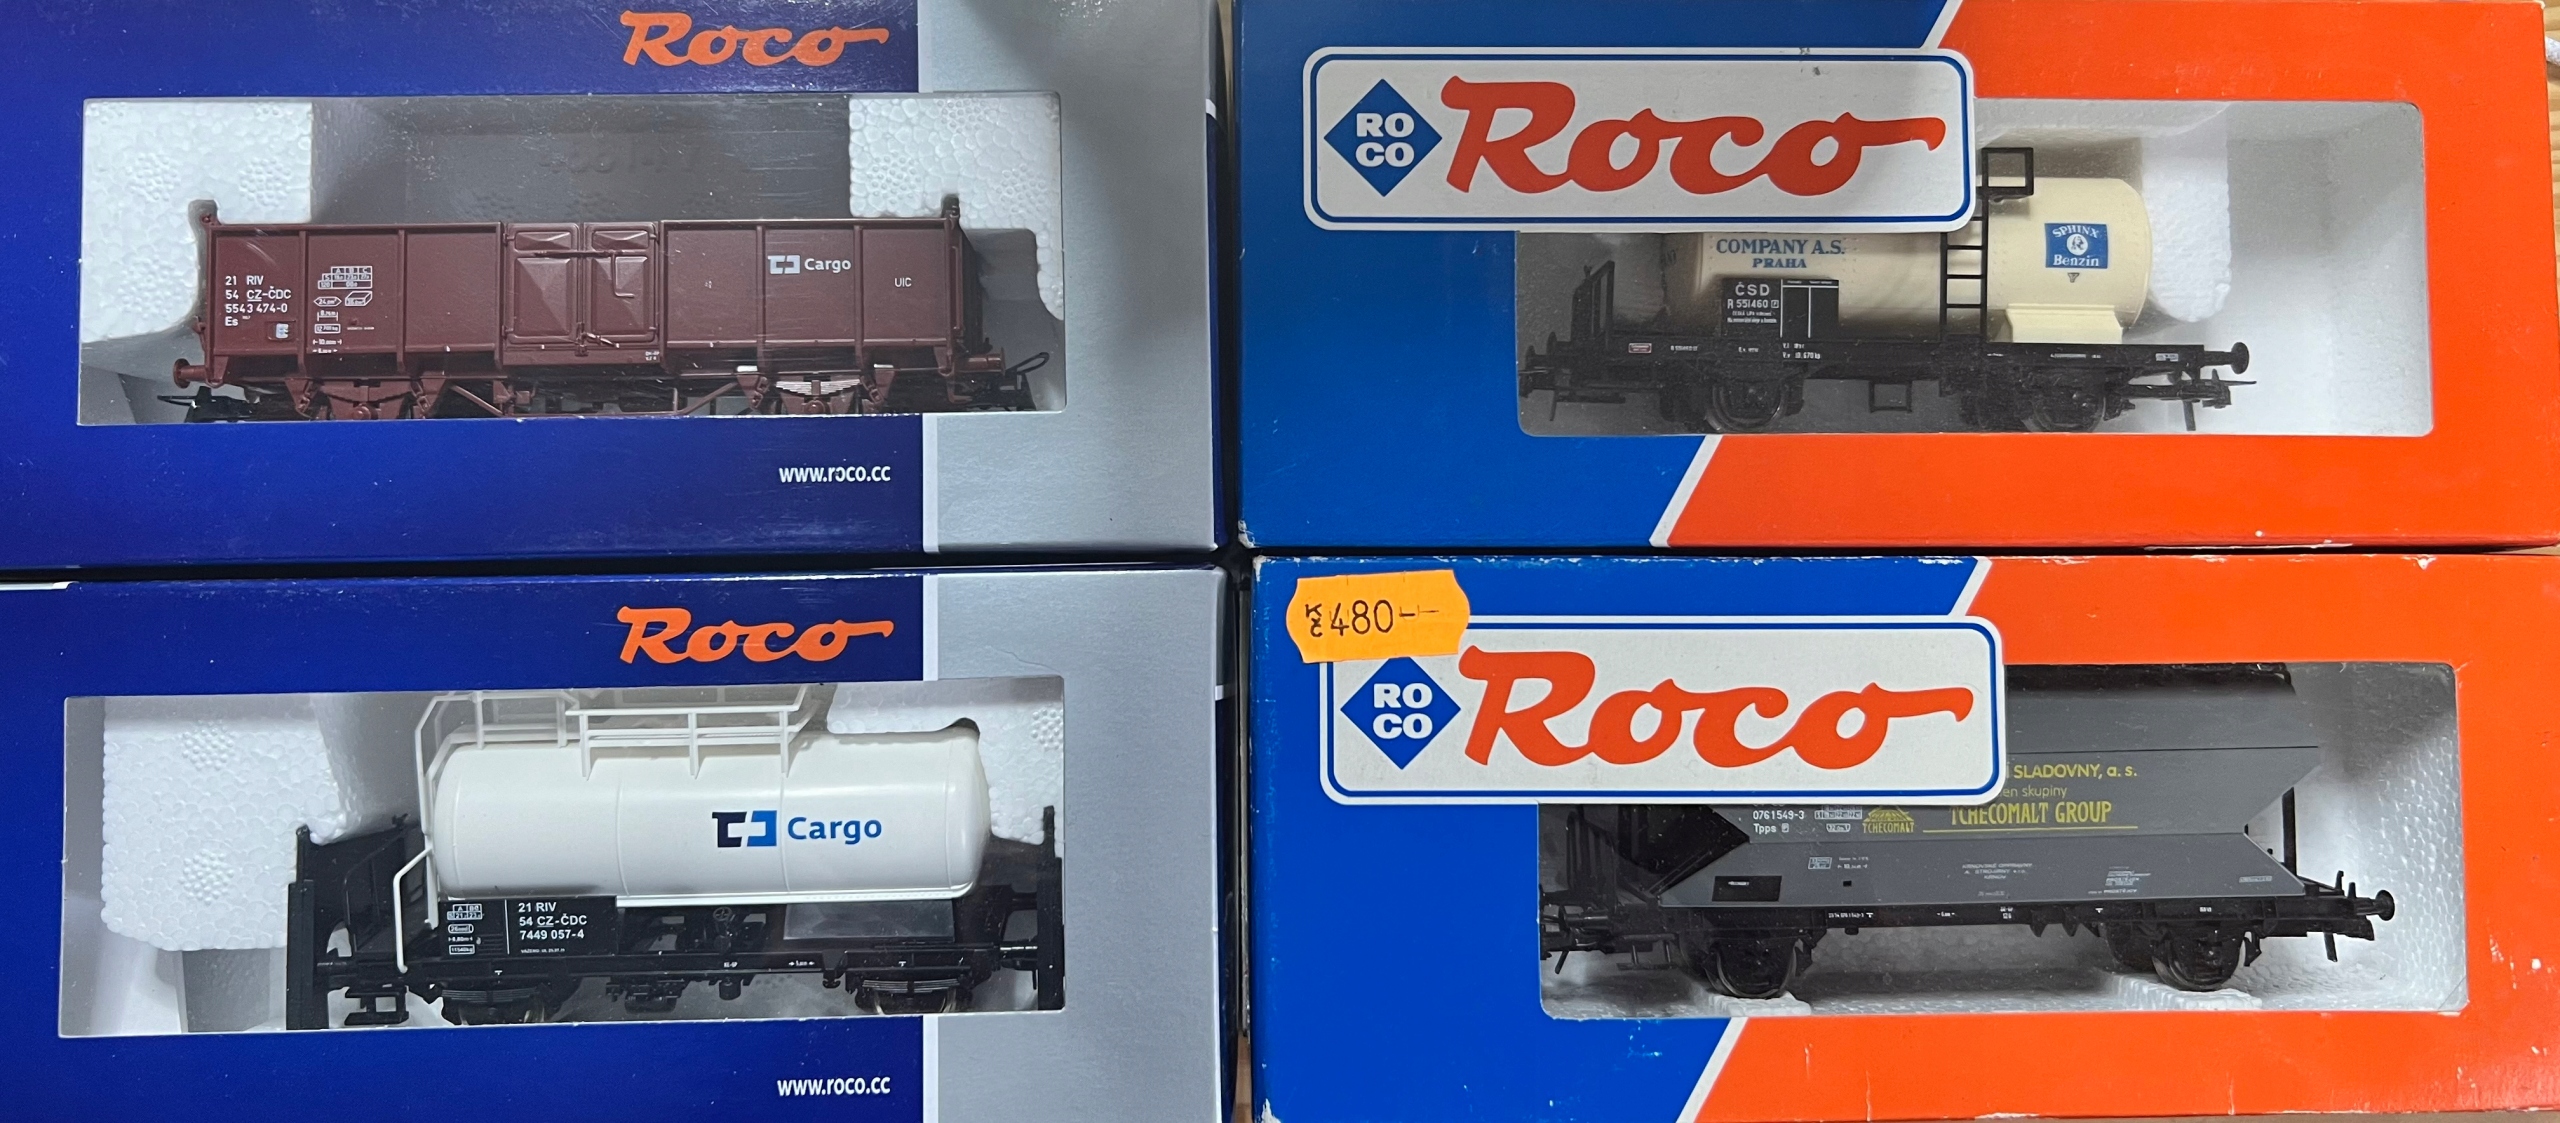 Roco
21 RIV
54 CZ-ČDC
5543 474-0
Es
A B C
Cargo
UIC
www.roco.cc
RO
CO
Roco
COMPANY A.S.
PRAHA
ČSD
R 551460
SPHINX
Benzin
Roco
Cargo
21 RIV
54 CZ-ČDC
7449 057-4
www.roco.cc
Kč 480-
RO
CO
Roco
SLADOVNY, a. s.
en skupiny
TCHECOMALT GROUP
TCHECOMALT
0761549-3
Tpps P